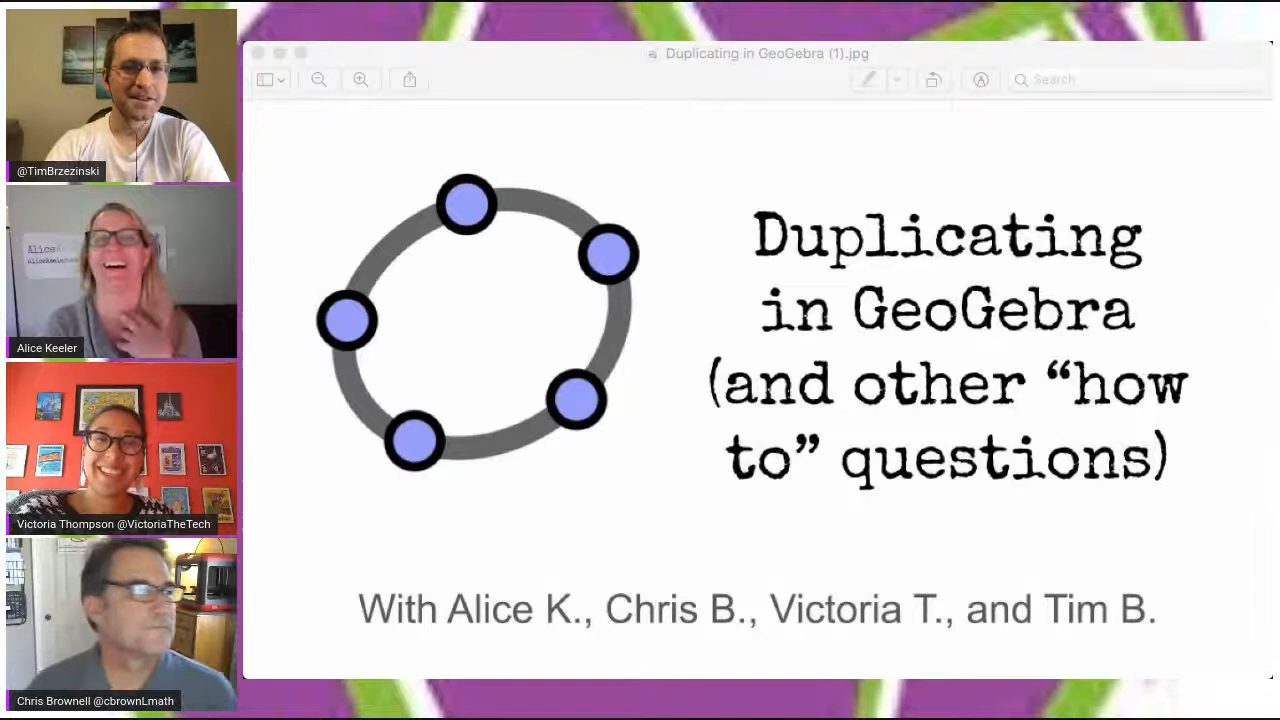 @TimBrzezinski
Alice
Alice Keeler
Victoria Thompson @VictoriaTheTech
Chris Brownell @cbrownLmath
Duplicating in GeoGebra (1).jpg
Search
Duplicating
in GeoGebra
(and other “how
to” questions)
With Alice K., Chris B., Victoria T., and Tim B.